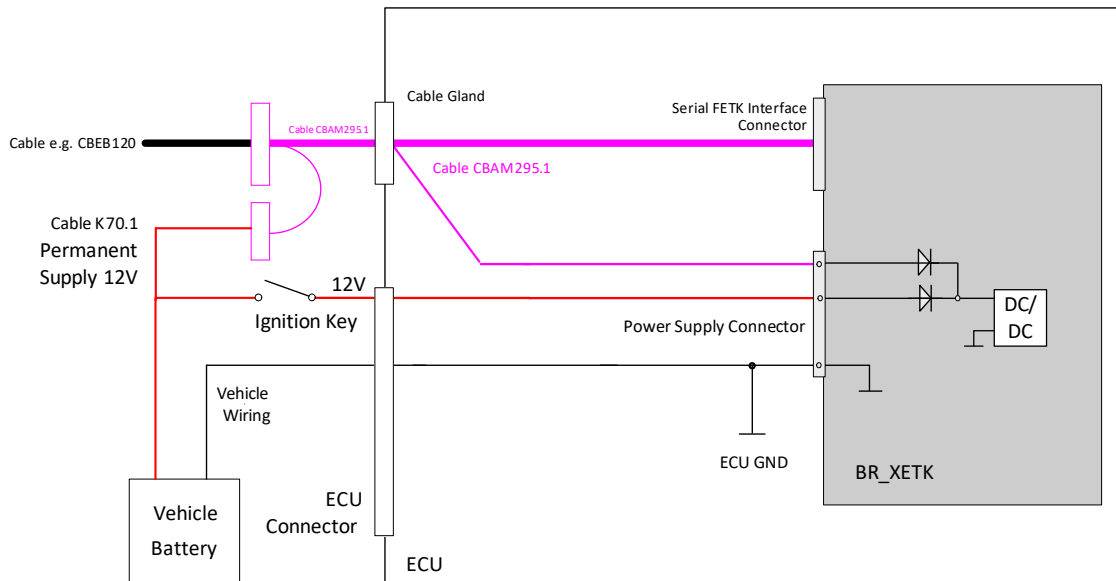 Cable Gland
Serial FETK Interface
Connector
Cable e.g. CBEB120
Cable CBAM295.1
Cable CBAM295.1
Cable K70.1
Permanent
Supply 12V
12V
Ignition Key
Power Supply Connector
DC/
DC
Vehicle
Wiring
ECU GND
BR_XETK
ECU
Connector
Vehicle
Battery
ECU